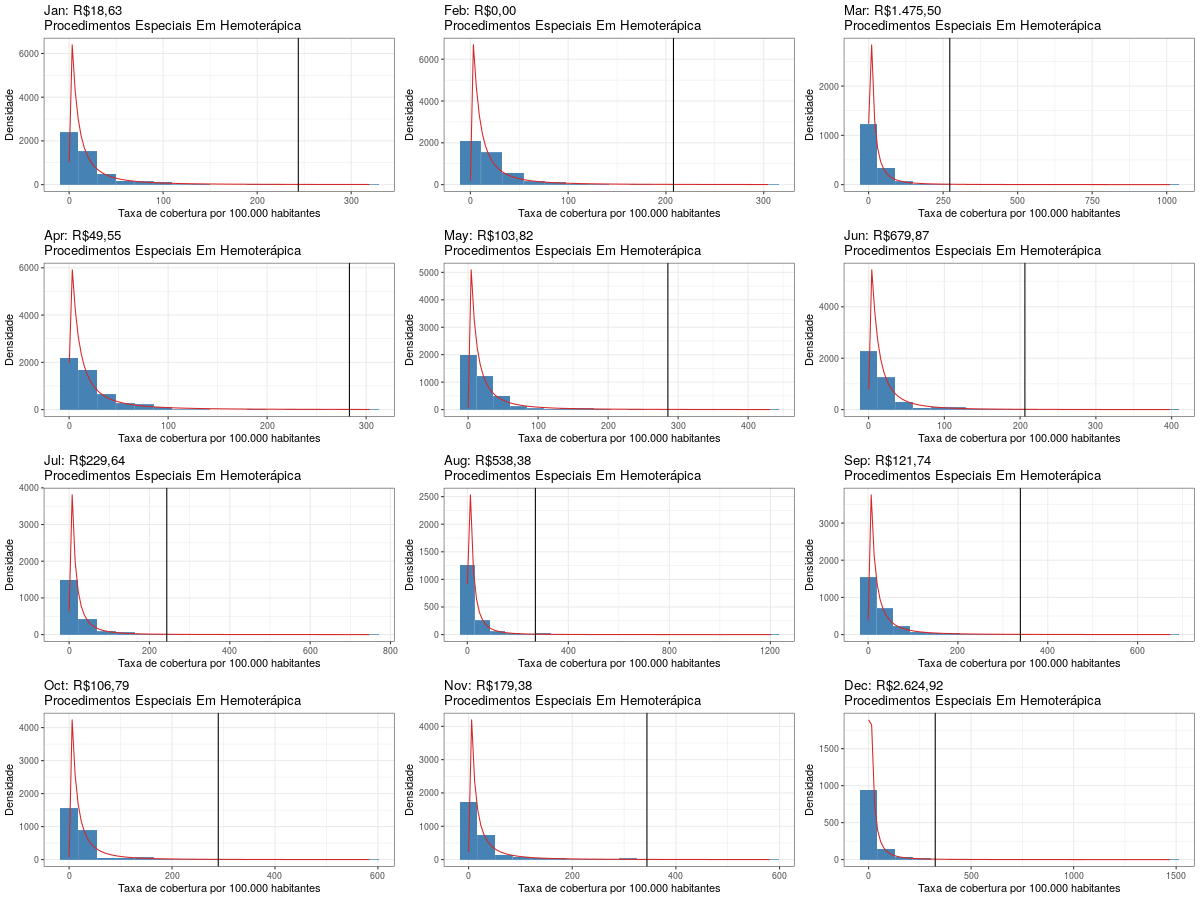 Jan: R$18,63
Procedimentos Especiais Em Hemoterápica
Densidade
6000
4000
2000
0
0
100
200
300
Taxa de cobertura por 100.000 habitantes
Feb: R$0,00
Procedimentos Especiais Em Hemoterápica
Densidade
6000
4000
2000
0
0
100
200
300
Taxa de cobertura por 100.000 habitantes
Mar: R$1.475,50
Procedimentos Especiais Em Hemoterápica
Densidade
2000
1000
0
0
250
500
750
1000
Taxa de cobertura por 100.000 habitantes
Apr: R$49,55
Procedimentos Especiais Em Hemoterápica
Densidade
6000
4000
2000
0
0
100
200
300
Taxa de cobertura por 100.000 habitantes
May: R$103,82
Procedimentos Especiais Em Hemoterápica
Densidade
5000
4000
3000
2000
1000
0
0
100
200
300
400
Taxa de cobertura por 100.000 habitantes
Jun: R$679,87
Procedimentos Especiais Em Hemoterápica
Densidade
4000
2000
0
0
100
200
300
400
Taxa de cobertura por 100.000 habitantes
Jul: R$229,64
Procedimentos Especiais Em Hemoterápica
Densidade
4000
3000
2000
1000
0
0
200
400
600
800
Taxa de cobertura por 100.000 habitantes
Aug: R$538,38
Procedimentos Especiais Em Hemoterápica
Densidade
2500
2000
1500
1000
500
0
0
400
800
1200
Taxa de cobertura por 100.000 habitantes
Sep: R$121,74
Procedimentos Especiais Em Hemoterápica
Densidade
3000
2000
1000
0
0
200
400
600
Taxa de cobertura por 100.000 habitantes
Oct: R$106,79
Procedimentos Especiais Em Hemoterápica
Densidade
4000
3000
2000
1000
0
0
200
400
600
Taxa de cobertura por 100.000 habitantes
Nov: R$179,38
Procedimentos Especiais Em Hemoterápica
Densidade
4000
3000
2000
1000
0
0
200
400
600
Taxa de cobertura por 100.000 habitantes
Dec: R$2.624,92
Procedimentos Especiais Em Hemoterápica
Densidade
1500
1000
500
0
0
500
1000
1500
Taxa de cobertura por 100.000 habitantes